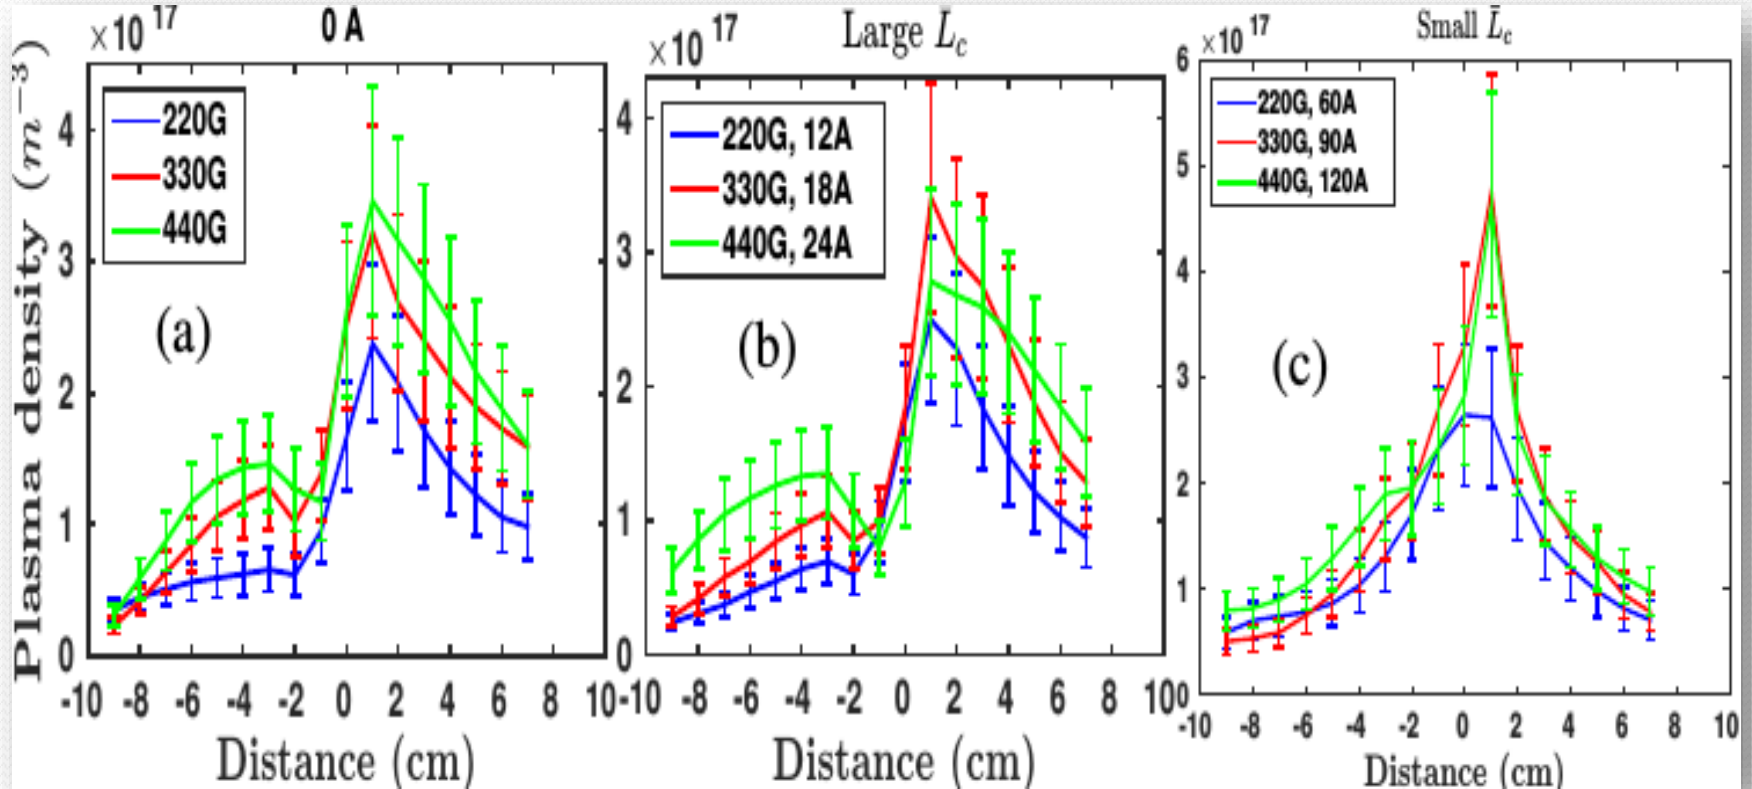 ×10 17
0 A
Plasma density (m⁻³)
4
3
2
1
0
220G
330G
440G
(a)
-10 -8 -6 -4 -2 0 2 4 6 8 10
Distance (cm)
×10 17
Large L̄c
4
3
2
1
0
220G, 12A
330G, 18A
440G, 24A
(b)
-10 -8 -6 -4 -2 0 2 4 6 8 10
Distance (cm)
×10 17
Small L̄c
6
5
4
3
2
1
0
220G, 60A
330G, 90A
440G, 120A
(c)
-10 -8 -6 -4 -2 0 2 4 6 8 10
Distance (cm)